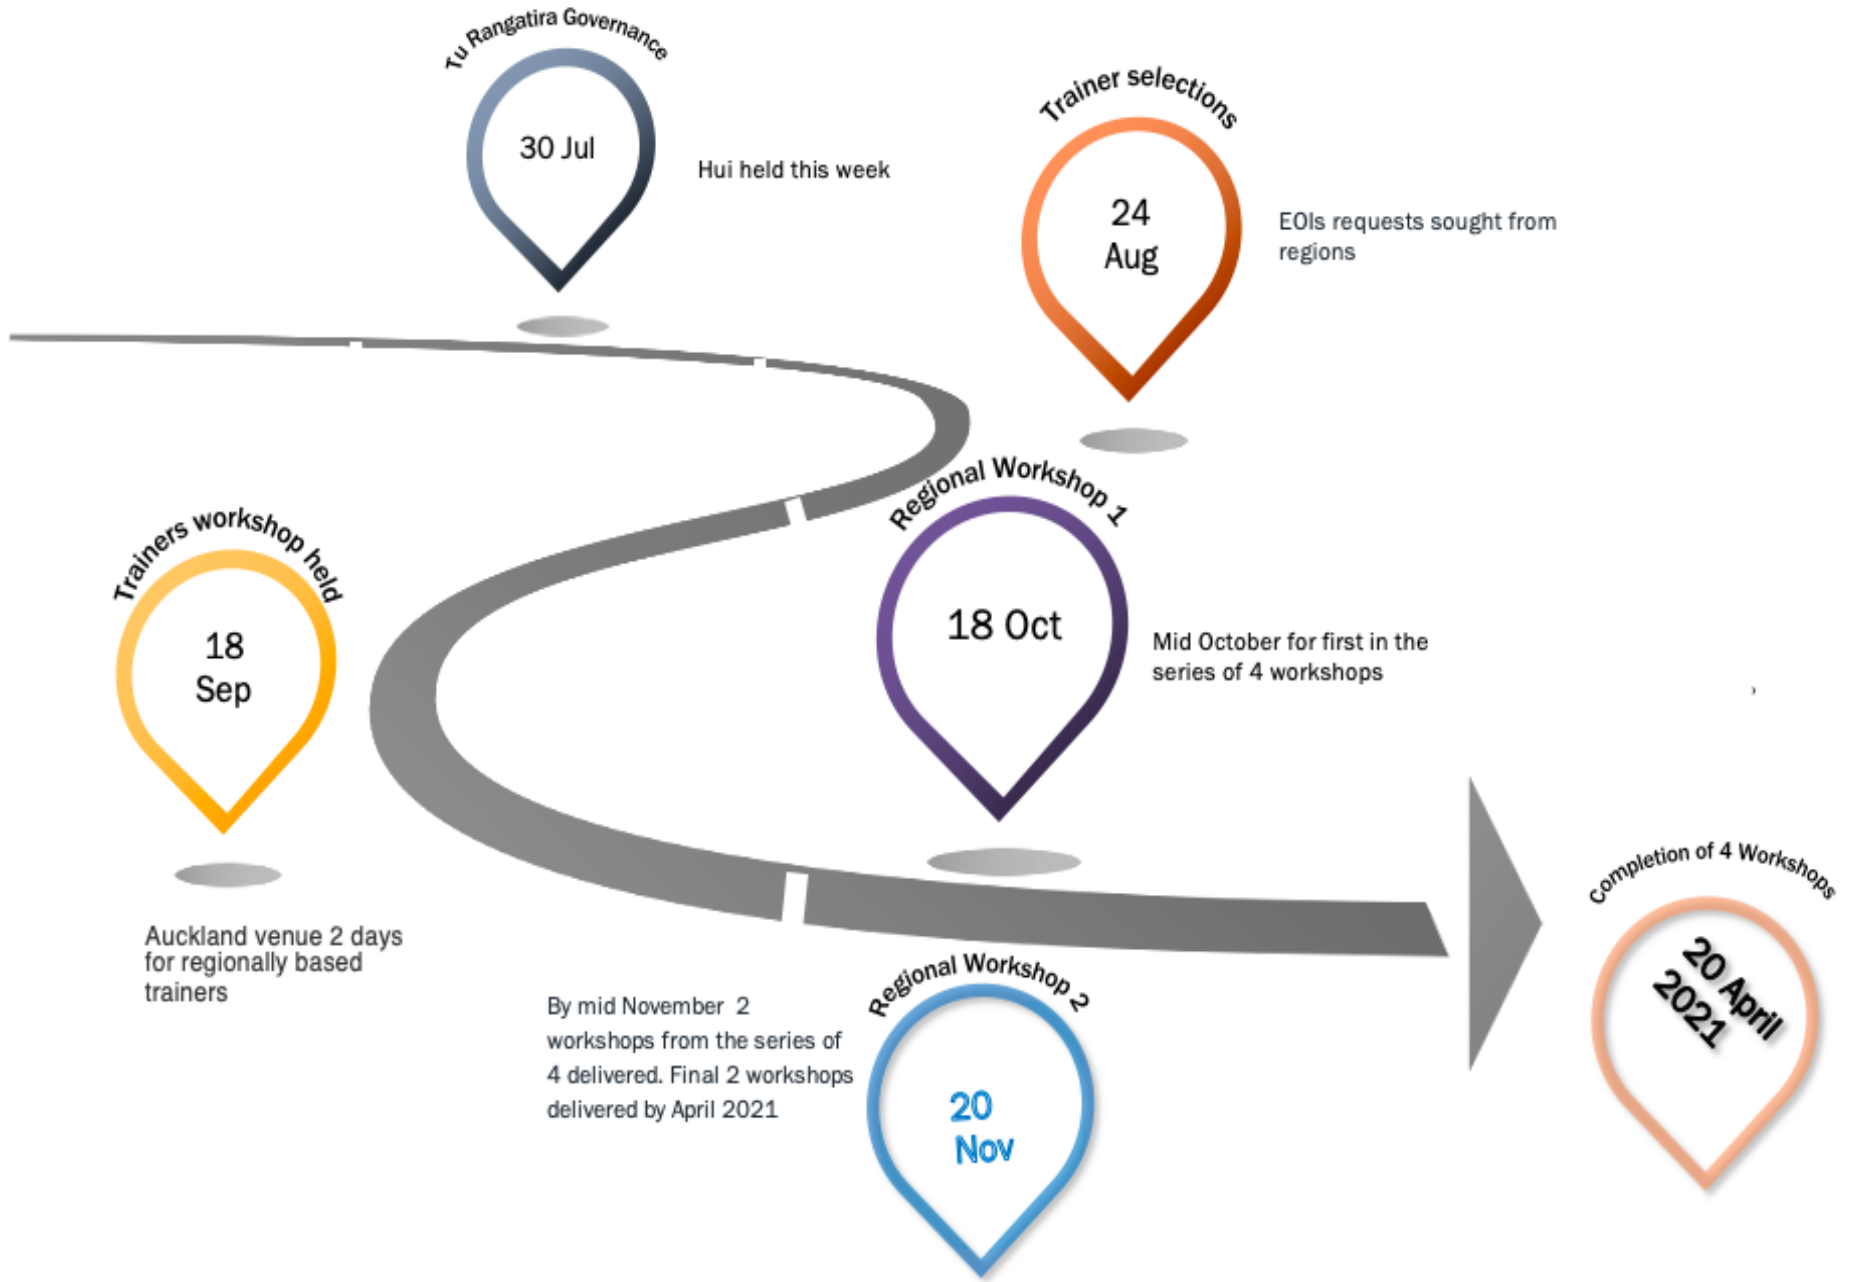 Tu Rangatira Governance
30 Jul
Hui held this week
Trainer selections
24
Aug
EOIs requests sought from
regions
Trainers workshop held
18
Sep
Auckland venue 2 days
for regionally based
trainers
Regional Workshop 1
18 Oct
Mid October for first in the
series of 4 workshops
Regional Workshop 2
20
Nov
By mid November 2
workshops from the series of
4 delivered. Final 2 workshops
delivered by April 2021
Completion of 4 Workshops
20 April
2021